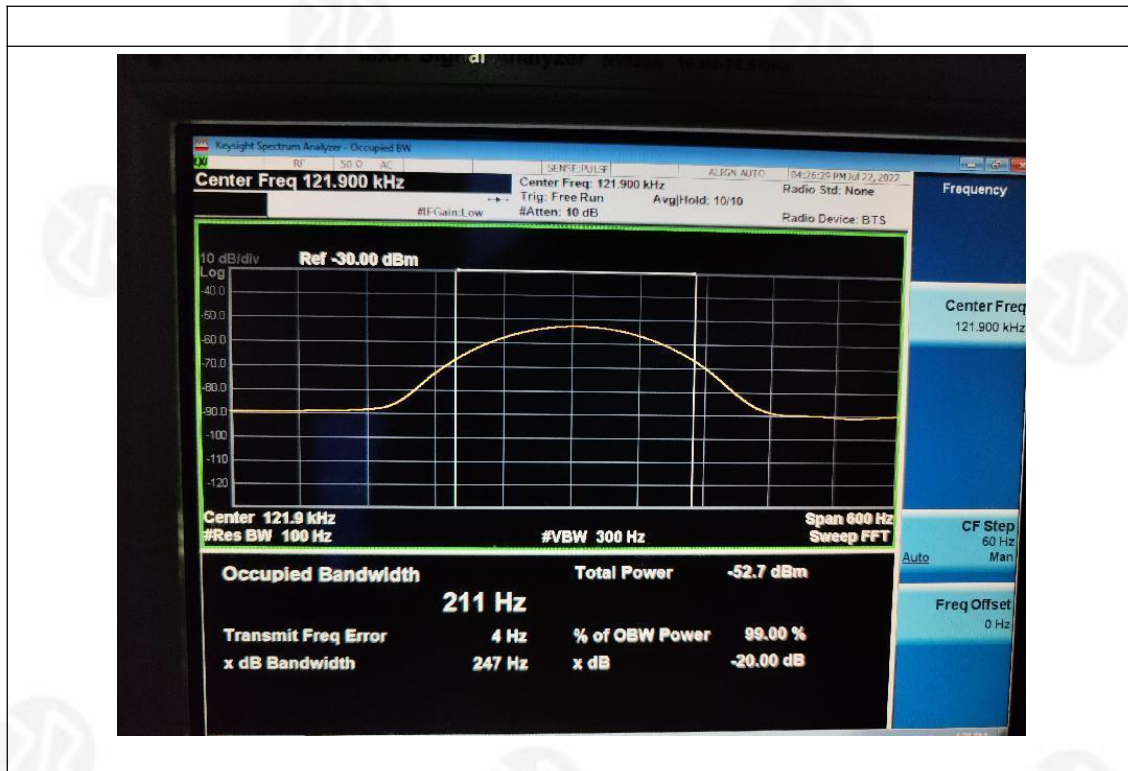 MXA Signal Analyzer N9020A
Keysight Spectrum Analyzer - Occupied BW
RF 50 Ω AC SENSE:PULSE ALIGN AUTO 04:26:29 PM Jul 22, 2022
Center Freq 121.900 kHz
Center Freq: 121.900 kHz
Radio Std: None
Trig: Free Run Avg|Hold: 10/10
#IFGain:Low #Atten: 10 dB Radio Device: BTS
Frequency
10 dB/div Ref -30.00 dBm
Log
-40.0
-50.0
-60.0
-70.0
-80.0
-90.0
-100
-110
-120
Center 121.9 kHz Span 600 Hz
#Res BW 100 Hz #VBW 300 Hz Sweep FFT
Occupied Bandwidth Total Power -52.7 dBm
211 Hz
Transmit Freq Error 4 Hz % of OBW Power 99.00 %
x dB Bandwidth 247 Hz x dB -20.00 dB
Center Freq
121.900 kHz
CF Step
60 Hz
Auto Man
Freq Offset
0 Hz